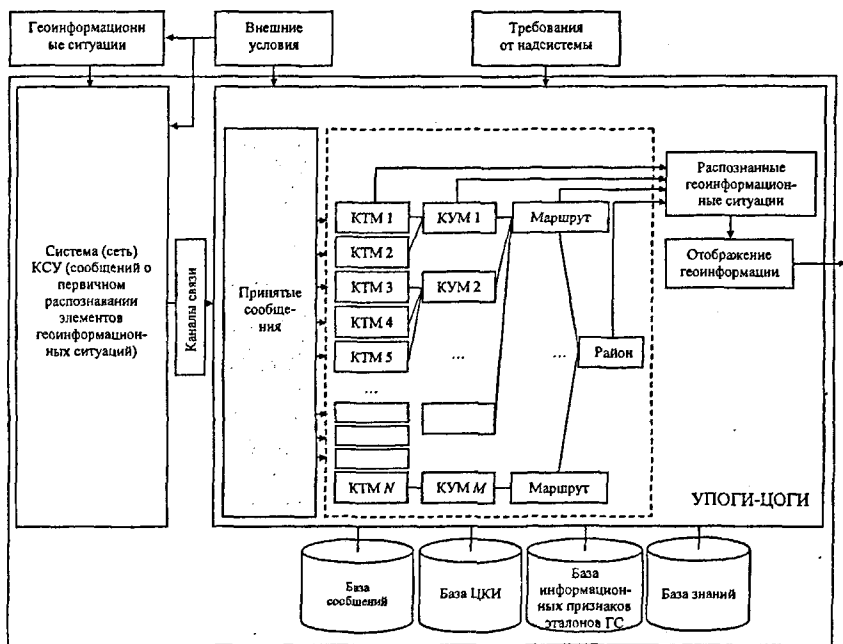 Геоинформационн
ые ситуации
Внешние
условия
Требования
от надсистемы
Система (сеть)
КСУ (сообщений о
первичном
распознавании
элементов
геоинформацион-
ных ситуаций)
Каналы связи
Принятые
сообще-
ния
КТМ 1
КУМ 1
Маршрут
КТМ 2
КТМ 3
КУМ 2
КТМ 4
КТМ 5
...
...
Район
...
КТМ N
КУМ M
Маршрут
Распознанные
геоинформацион-
ные ситуации
Отображение
геоинформации
УПОГИ-ЦОГИ
База
сообщений
База ЦКИ
База
информацион-
ных признаков
эталонов ГС
База знаний